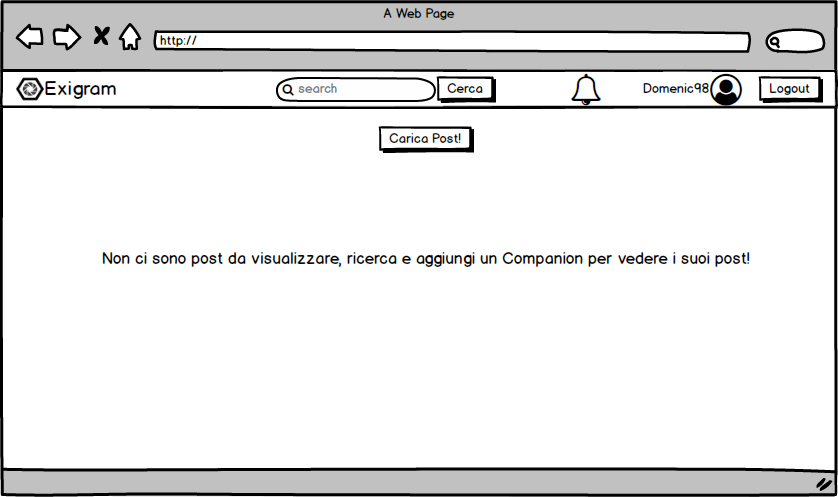 A Web Page
http://
Exigram
search
Cerca
Domenic98
Logout
Carica Post!
Non ci sono post da visualizzare, ricerca e aggiungi un Companion per vedere i suoi post!